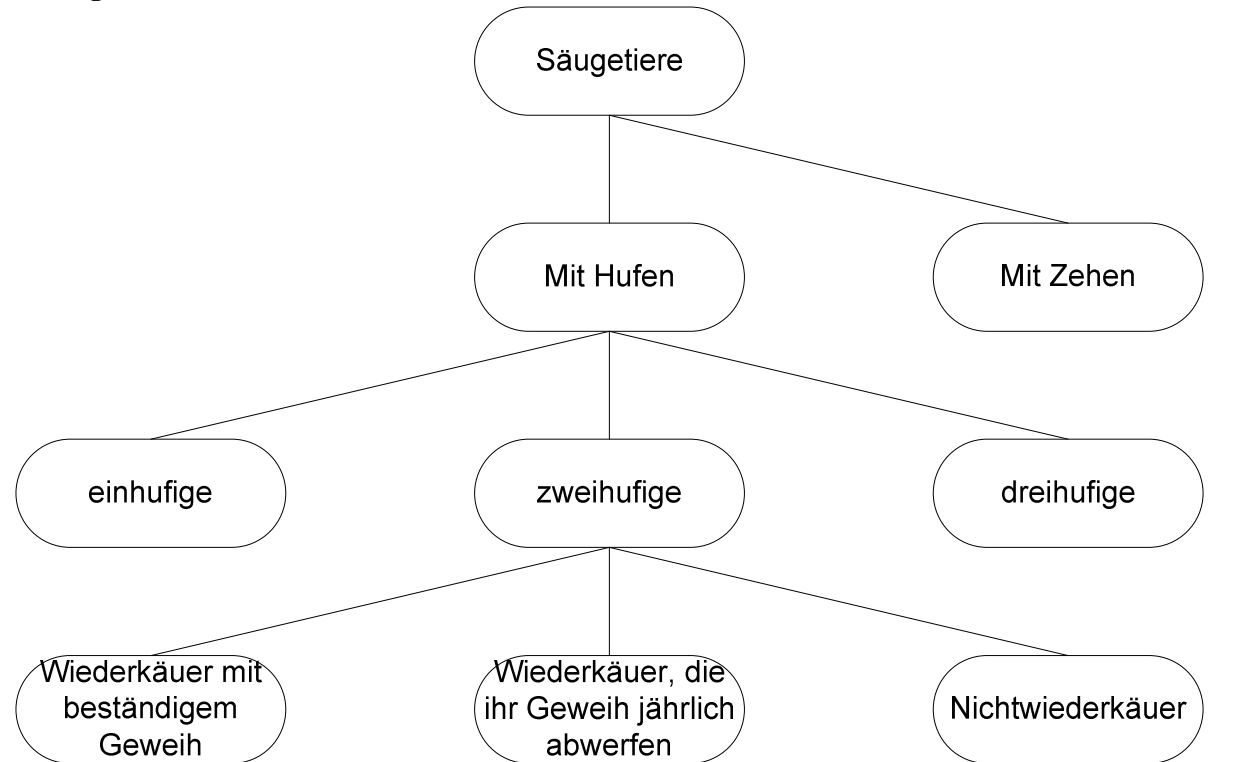 Säugetiere
Mit Hufen
Mit Zehen
einhufige
zweihufige
dreihufige
Wiederkäuer mit
beständigem
Geweih
Wiederkäuer, die
ihr Geweih jährlich
abwerfen
Nichtwiederkäuer